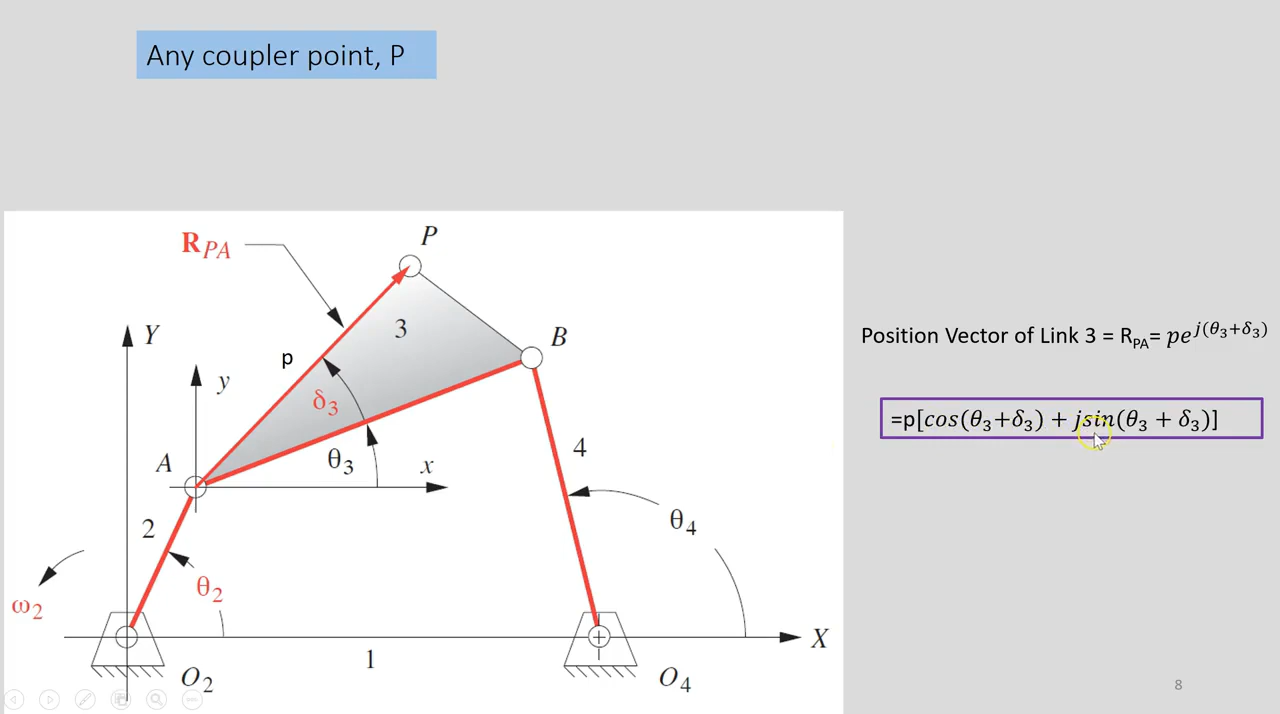 Any coupler point, P
P
R_PA
3
B
Y
p
y
δ₃
A
θ₃
x
4
2
θ₄
θ₂
ω₂
X
1
O₂
O₄
Position Vector of Link 3 = R_PA= pe^{j(θ₃+δ₃)}
=p[cos(θ₃+δ₃) + jsin(θ₃ + δ₃)]
8